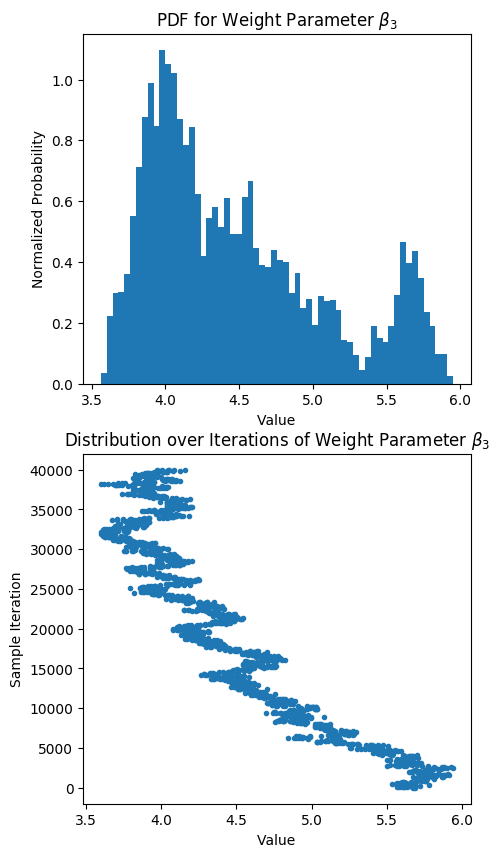 PDF for Weight Parameter β₃
Normalized Probability
1.0
0.8
0.6
0.4
0.2
0.0
3.5 4.0 4.5 5.0 5.5 6.0
Value
Distribution over Iterations of Weight Parameter β₃
Sample Iteration
40000
35000
30000
25000
20000
15000
10000
5000
0
3.5 4.0 4.5 5.0 5.5 6.0
Value